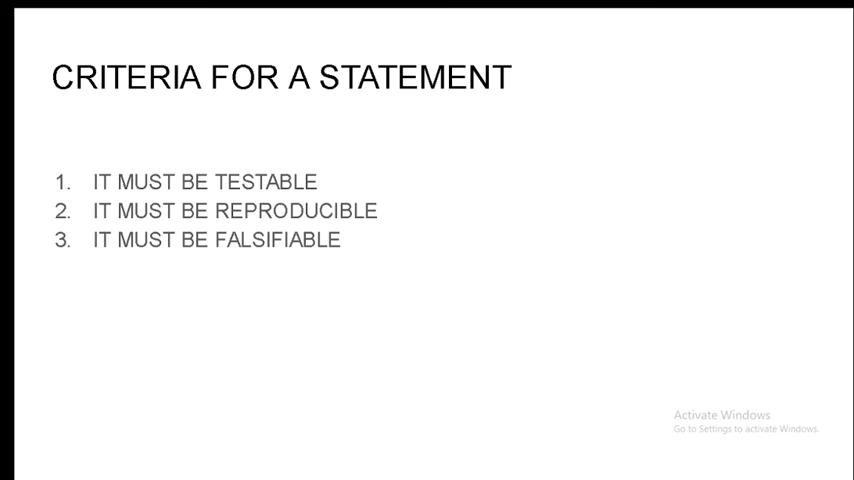 CRITERIA FOR A STATEMENT
1. IT MUST BE TESTABLE
2. IT MUST BE REPRODUCIBLE
3. IT MUST BE FALSIFIABLE
Activate Windows
Go to Settings to activate Windows.